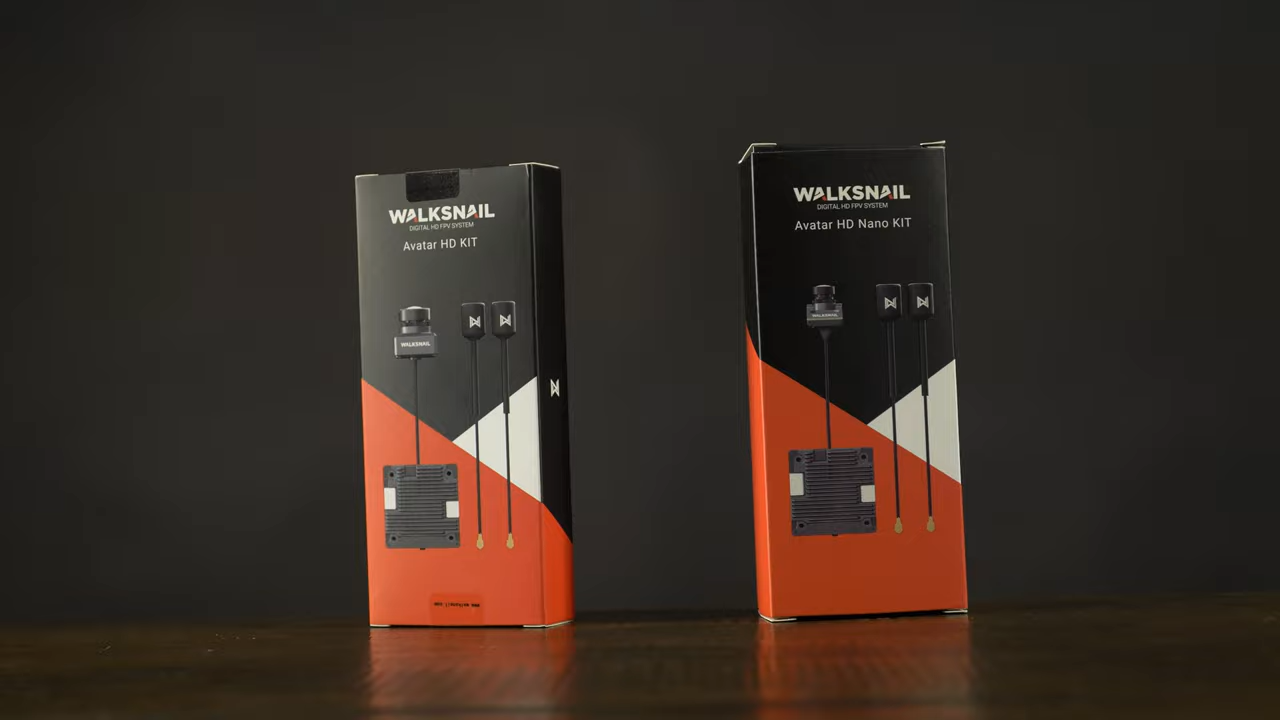 WALKSNAIL
DIGITAL HD FPV SYSTEM
Avatar HD KIT
WALKSNAIL
WALKSNAIL
DIGITAL HD FPV SYSTEM
Avatar HD Nano KIT
WALKSNAIL